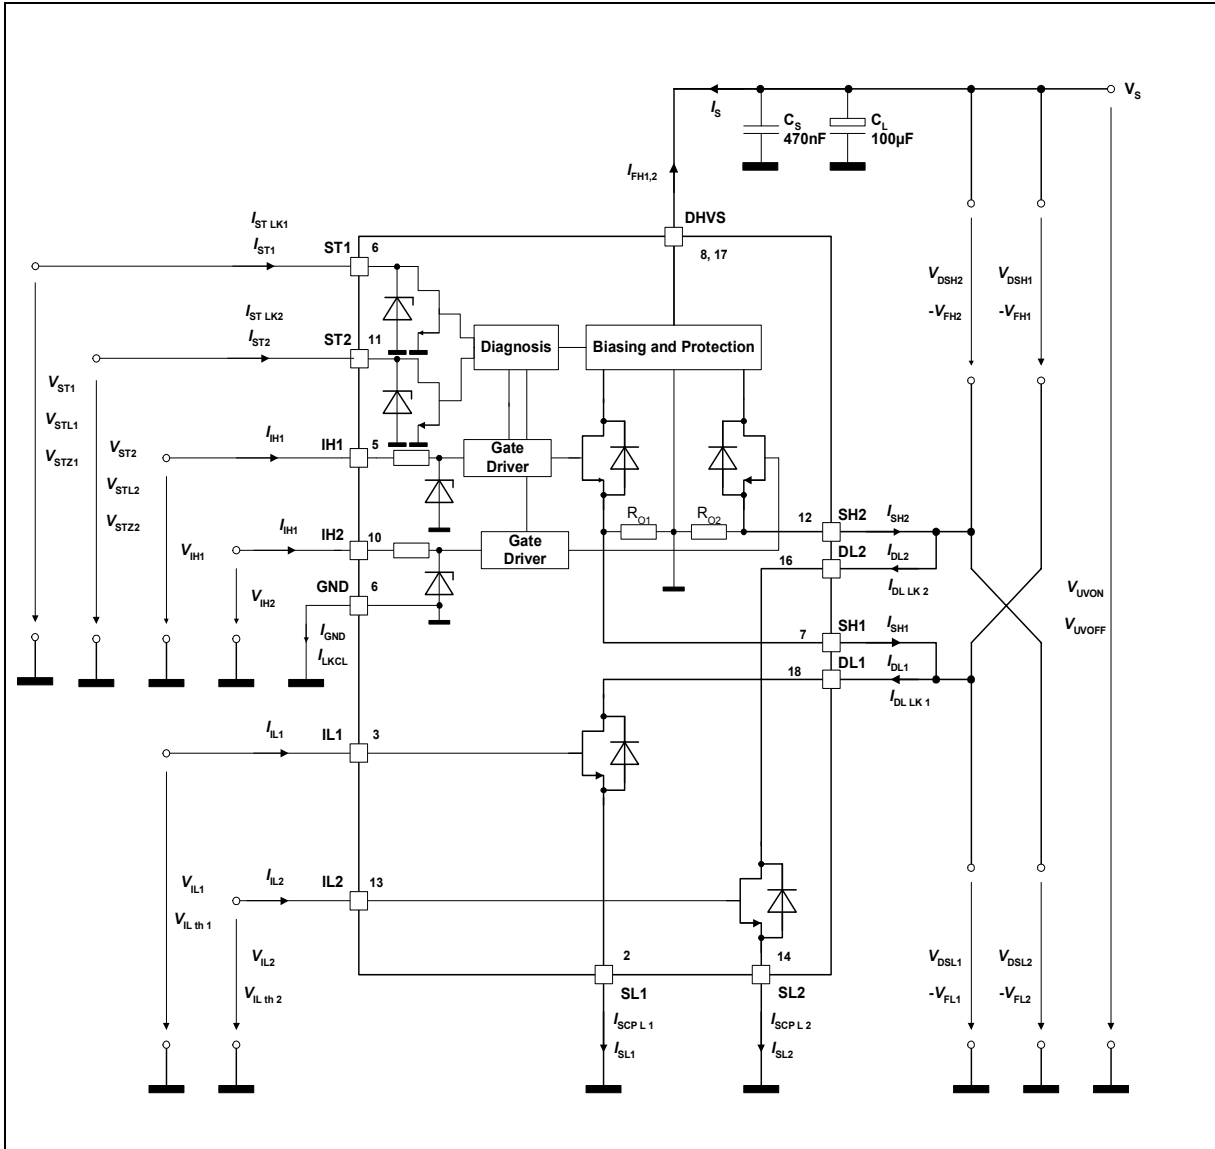 V_S
I_S
C_S
470nF
C_L
100µF
I_FH1,2
DHVS
8, 17
I_ST LK1
I_ST1
ST1
6
I_ST LK2
I_ST2
ST2
11
Diagnosis
Biasing and Protection
V_DSH2
-V_FH2
V_DSH1
-V_FH1
V_ST1
V_STL1
V_STZ1
V_ST2
V_STL2
V_STZ2
I_IH1
IH1
5
Gate
Driver
I_IH1
IH2
10
Gate
Driver
R_O1
R_O2
12
SH2
I_SH2
16
DL2
I_DL2
I_DL LK 2
V_IH1
V_IH2
GND
6
I_GND
I_LKCL
7
SH1
I_SH1
18
DL1
I_DL1
I_DL LK 1
V_UVON
V_UVOFF
I_IL1
IL1
3
V_IL1
V_IL th 1
I_IL2
IL2
13
V_IL2
V_IL th 2
2
SL1
14
SL2
I_SCP L 1
I_SL1
I_SCP L 2
I_SL2
V_DSL1
-V_FL1
V_DSL2
-V_FL2